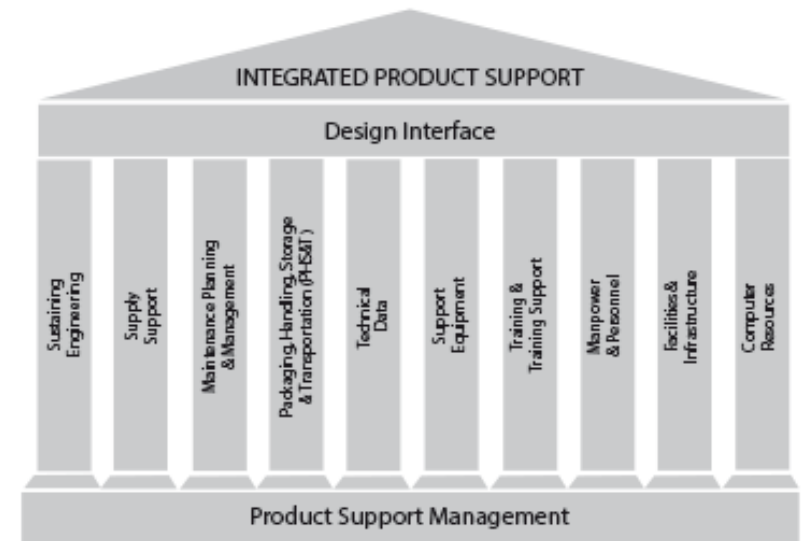 INTEGRATED PRODUCT SUPPORT
Design Interface
Sustaining
Engineering
Supply
Support
Maintenance Planning
& Management
Packaging, Handling, Storage
& Transportation (PHS&T)
Technical
Data
Support
Equipment
Training &
Training Support
Manpower
& Personnel
Facilities &
Infrastructure
Computer
Resources
Product Support Management